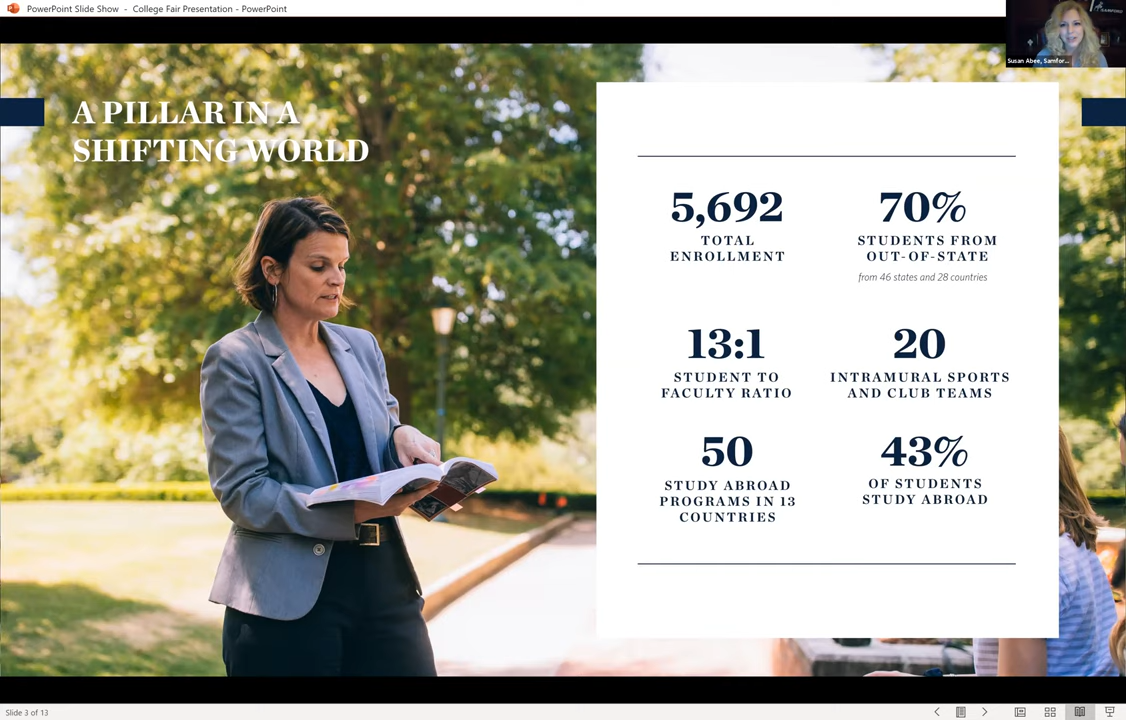 PowerPoint Slide Show - College Fair Presentation - PowerPoint
Susan Abee, Samfor...
A PILLAR IN A
SHIFTING WORLD
5,692
TOTAL
ENROLLMENT
70%
STUDENTS FROM
OUT-OF-STATE
from 46 states and 28 countries
13:1
STUDENT TO
FACULTY RATIO
20
INTRAMURAL SPORTS
AND CLUB TEAMS
50
STUDY ABROAD
PROGRAMS IN 13
COUNTRIES
43%
OF STUDENTS
STUDY ABROAD
Slide 3 of 13